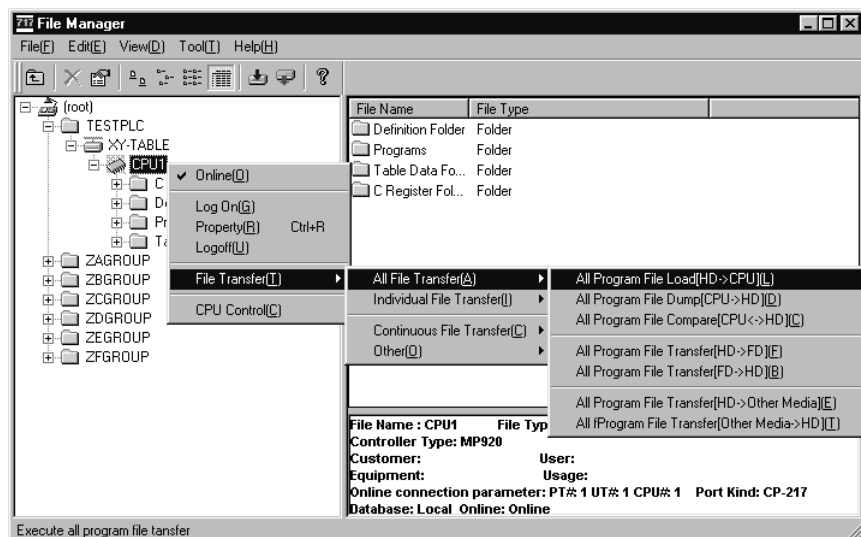 717 File Manager
File(F) Edit(E) View(D) Tool(T) Help(H)
(root)
TESTPLC
XY-TABLE
CPU1
C
D
Pr
Ta
ZAGROUP
ZBGROUP
ZCGROUP
ZDGROUP
ZEGROUP
ZFGROUP
File Name File Type
Definition Folder Folder
Programs Folder
Table Data Fo... Folder
C Register Fol... Folder
Online(O)
Log On(G)
Property(R) Ctrl+R
Logoff(U)
File Transfer(T)
CPU Control(C)
All File Transfer(A)
Individual File Transfer(I)
Continuous File Transfer(C)
Other(O)
All Program File Load[HD->CPU](L)
All Program File Dump[CPU->HD](D)
All Program File Compare[CPU<->HD](C)
All Program File Transfer[HD->FD](F)
All Program File Transfer[FD->HD](B)
All Program File Transfer[HD->Other Media](E)
All fProgram File Transfer[Other Media->HD](T)
File Name : CPU1 File Typ
Controller Type: MP920
Customer: User:
Equipment: Usage:
Online connection parameter: PT#: 1 UT#: 1 CPU#: 1 Port Kind: CP-217
Database: Local Online: Online
Execute all program file tansfer